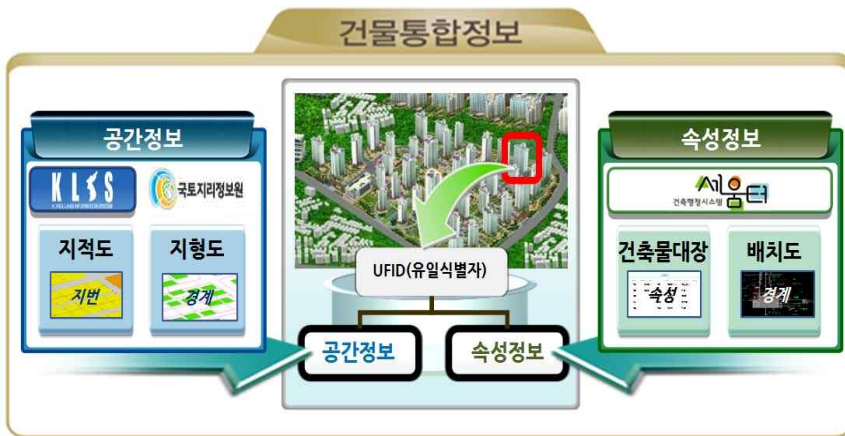 건물통합정보
공간정보
KLIS
국토지리정보원
지적도
지번
지형도
경계
UFID(유일식별자)
공간정보
속성정보
속성정보
세움터
건축행정시스템
건축물대장
속성
배치도
경계